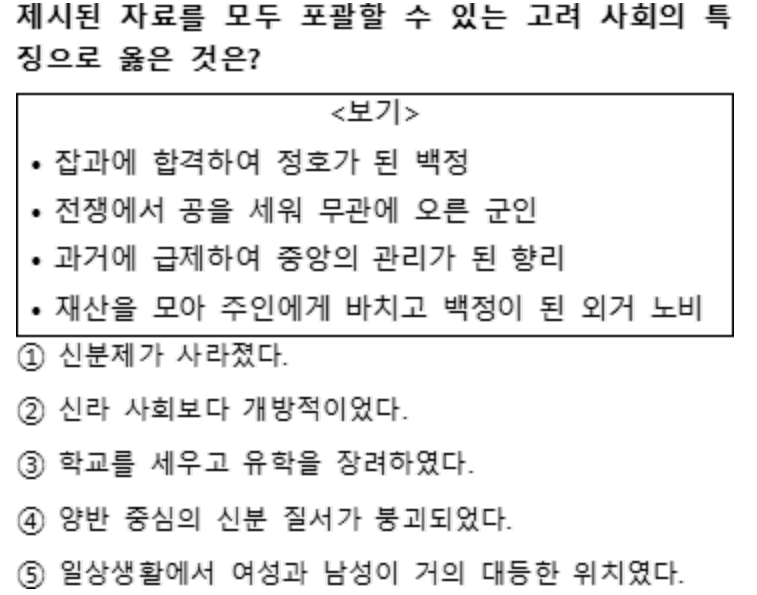 제시된 자료를 모두 포괄할 수 있는 고려 사회의 특
징으로 옳은 것은?
<보기>
• 잡과에 합격하여 정호가 된 백정
• 전쟁에서 공을 세워 무관에 오른 군인
• 과거에 급제하여 중앙의 관리가 된 향리
• 재산을 모아 주인에게 바치고 백정이 된 외거 노비
① 신분제가 사라졌다.
② 신라 사회보다 개방적이었다.
③ 학교를 세우고 유학을 장려하였다.
④ 양반 중심의 신분 질서가 붕괴되었다.
⑤ 일상생활에서 여성과 남성이 거의 대등한 위치였다.